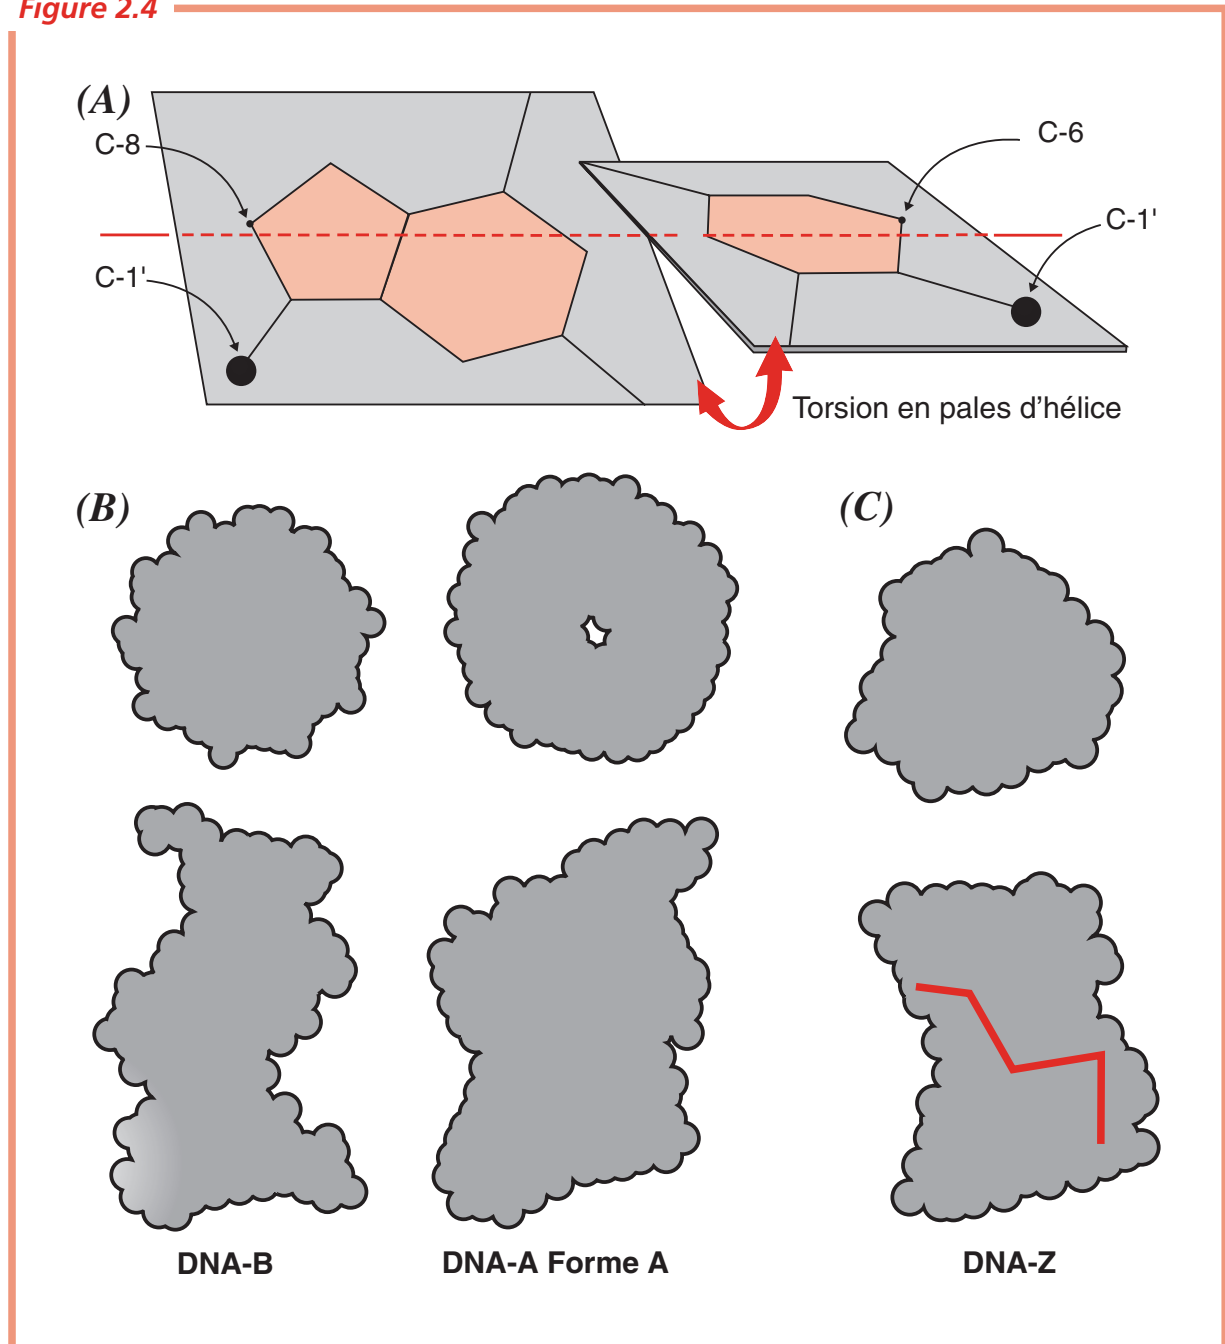 Figure 2.4
(A)
C-8
C-1'
C-6
C-1'
Torsion en pales d'hélice
(B)
(C)
DNA-B
DNA-A Forme A
DNA-Z